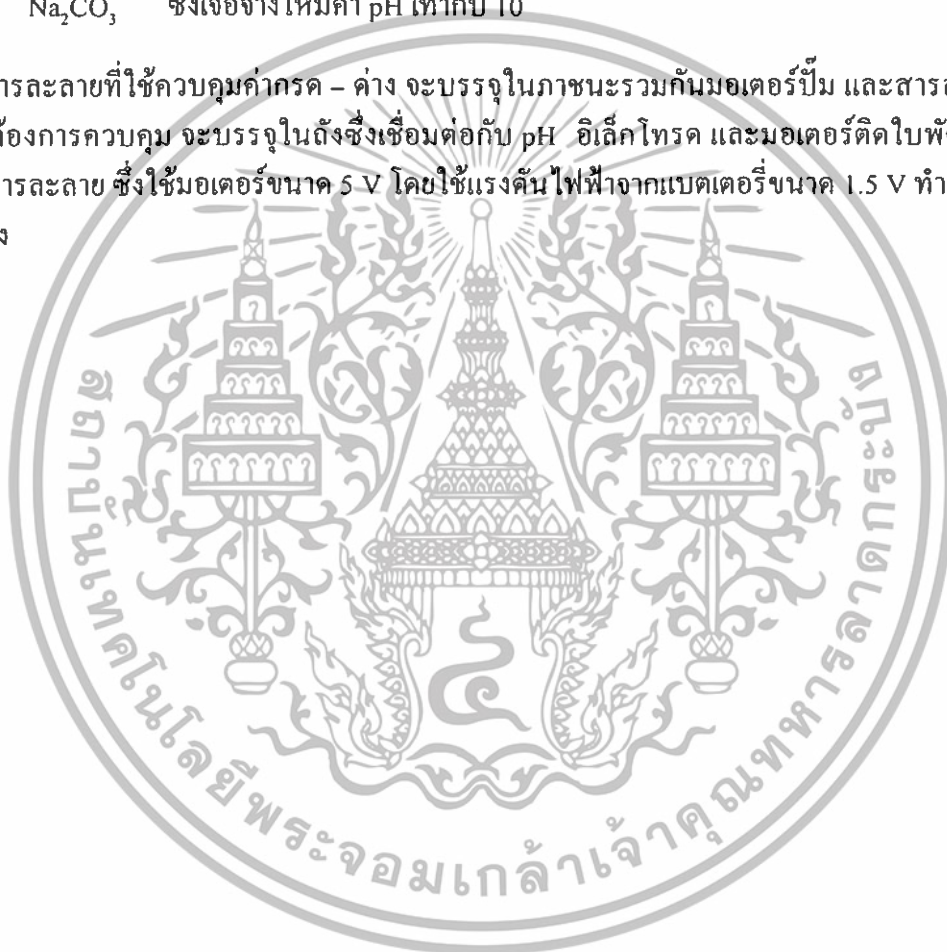 Na₂CO₃ ซึ่งเจือจางให้มีค่า pH เท่ากับ 10
ารละลายที่ใช้ควบคุมค่ากรด – ด่าง จะบรรจุในภาชนะรวมกันมอเตอร์ปั๊ม และสารล
ต้องการควบคุม จะบรรจุในถังซึ่งเชื่อมต่อกับ pH อิเล็กโทรด และมอเตอร์ติดใบพั
ารละลาย ซึ่งใช้มอเตอร์ขนาด 5 V โดยใช้แรงดันไฟฟ้าจากแบตเตอรี่ขนาด 1.5 V ทำ
ง
สถาบันเทคโนโลยีพระจอมเกล้าเจ้าคุณทหารลาดกระบัง
๔